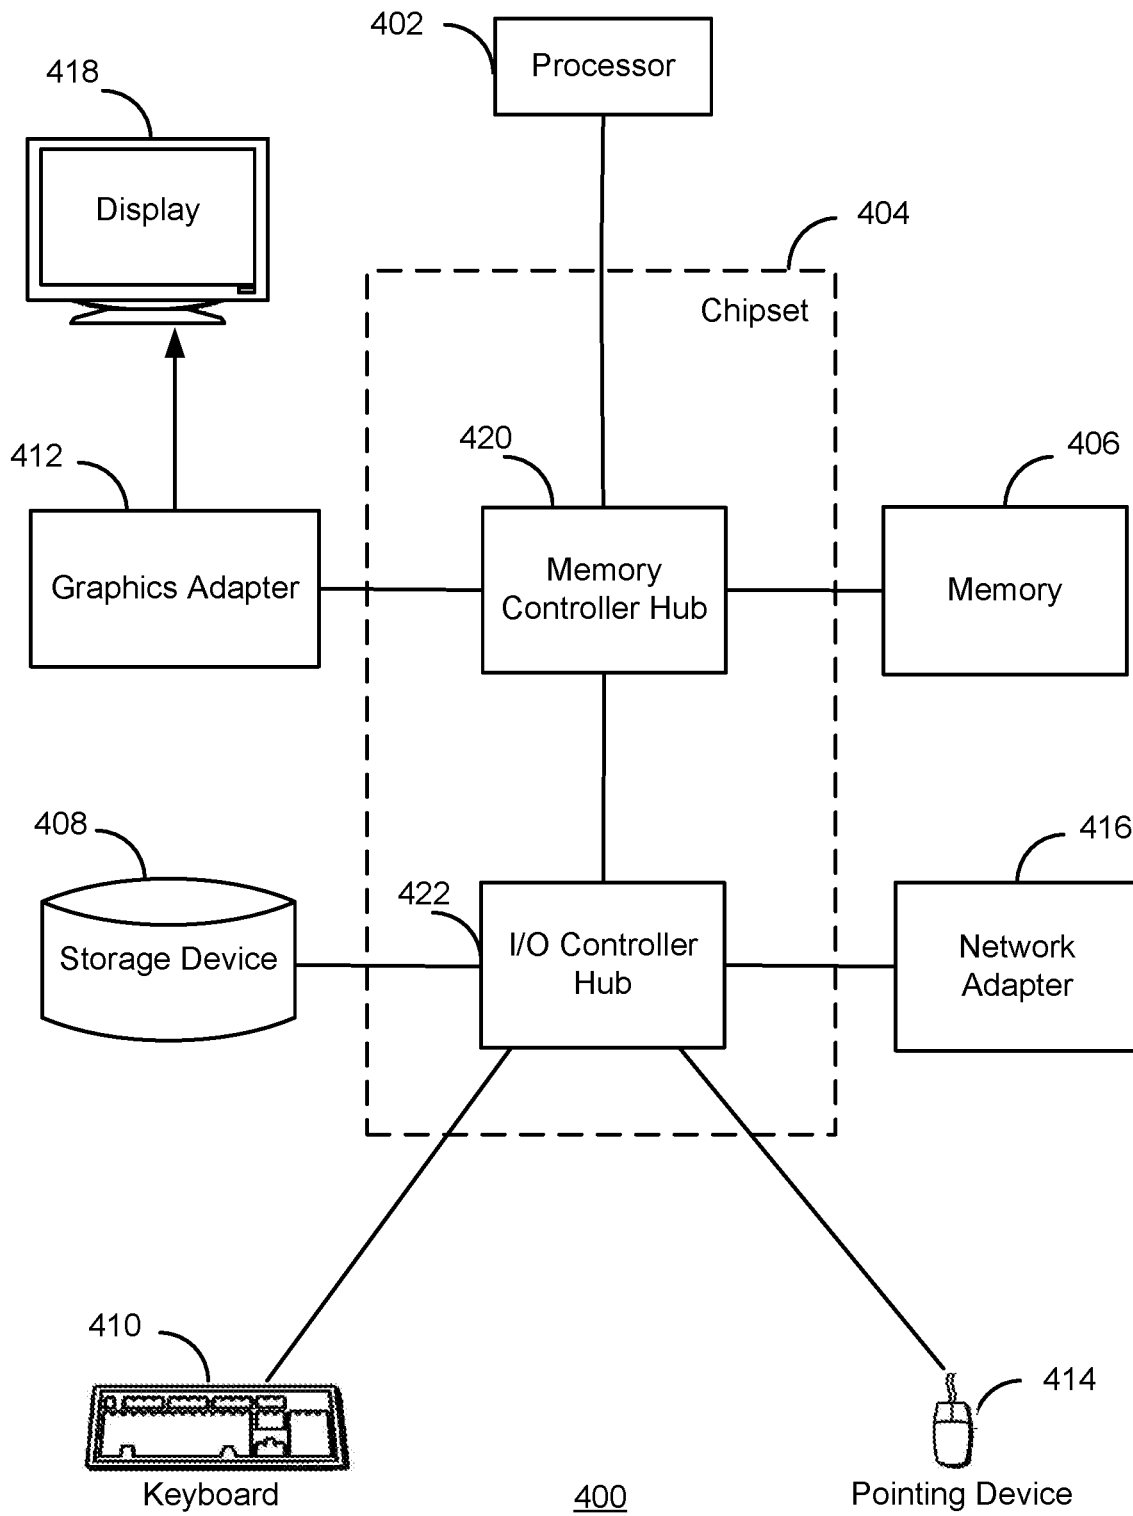 402
Processor
418
Display
404
Chipset
420
412
406
Graphics Adapter
Memory
Controller Hub
Memory
408
422
416
Storage Device
I/O Controller
Hub
Network
Adapter
410
414
Keyboard
400
Pointing Device